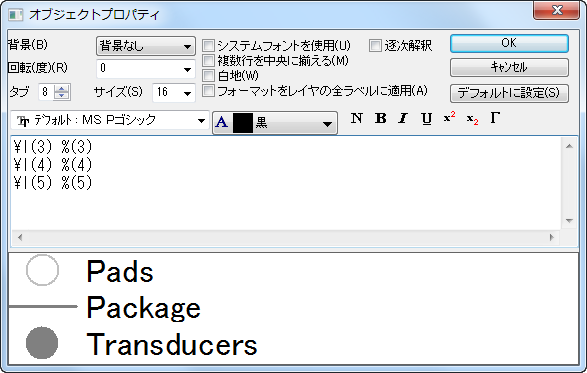 オブジェクトプロパティ
背景(B) 背景なし システムフォントを使用(U) 逐次解釈 OK
回転(度)(R) 0 複数行を中央に揃える(M) キャンセル
白地(W)
タブ 8 サイズ(S) 16 フォーマットをレイヤの全ラベルに適用(A) デフォルトに設定(S)
デフォルト: MS Pゴシック A 黒 N B I U x² x₂ Γ
¥l(3) %(3)
¥l(4) %(4)
¥l(5) %(5)
Pads
Package
Transducers